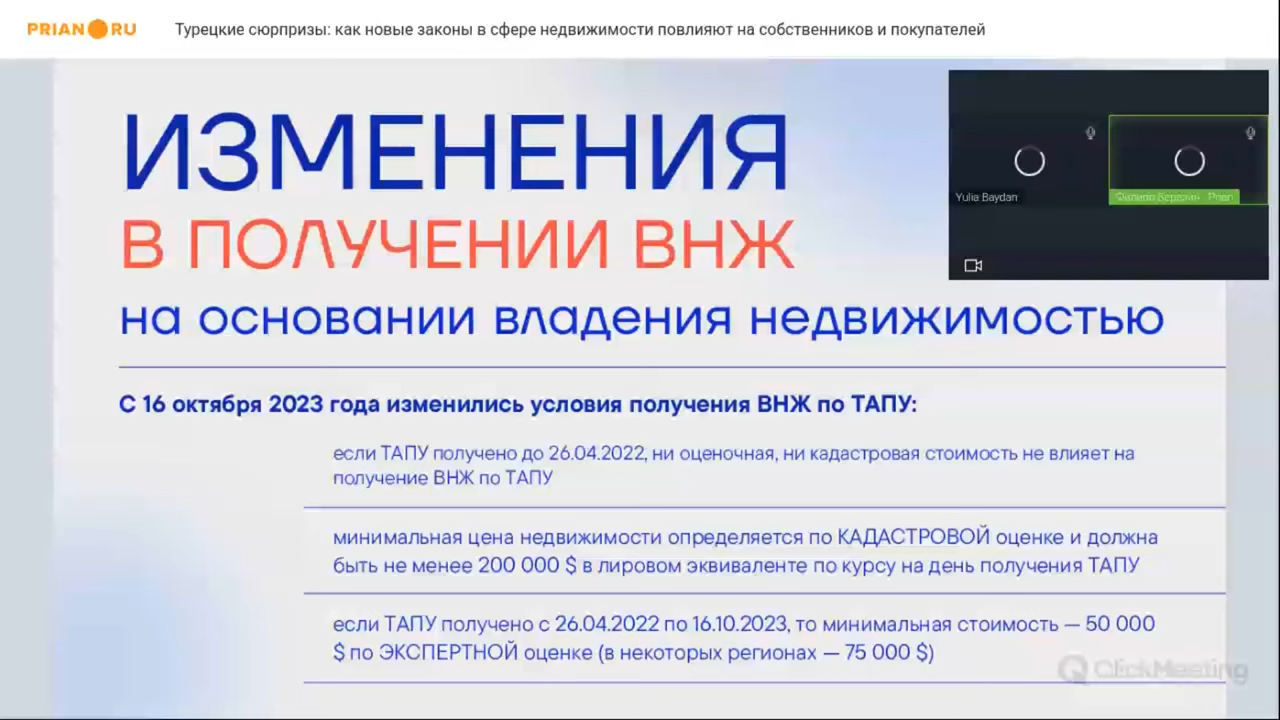 PRIAN RU
Турецкие сюрпризы: как новые законы в сфере недвижимости повлияют на собственников и покупателей
ИЗМЕНЕНИЯ
В ПОЛУЧЕНИИ ВНЖ
на основании владения недвижимостью
С 16 октября 2023 года изменились условия получения ВНЖ по ТАПУ:
если ТАПУ получено до 26.04.2022, ни оценочная, ни кадастровая стоимость не влияет на
получение ВНЖ по ТАПУ
минимальная цена недвижимости определяется по КАДАСТРОВОЙ оценке и должна
быть не менее 200 000 $ в лировом эквиваленте по курсу на день получения ТАПУ
если ТАПУ получено с 26.04.2022 по 16.10.2023, то минимальная стоимость — 50 000
$ по ЭКСПЕРТНОЙ оценке (в некоторых регионах — 75 000 $)
Yulia Baydan
Prian
ClickMeeting